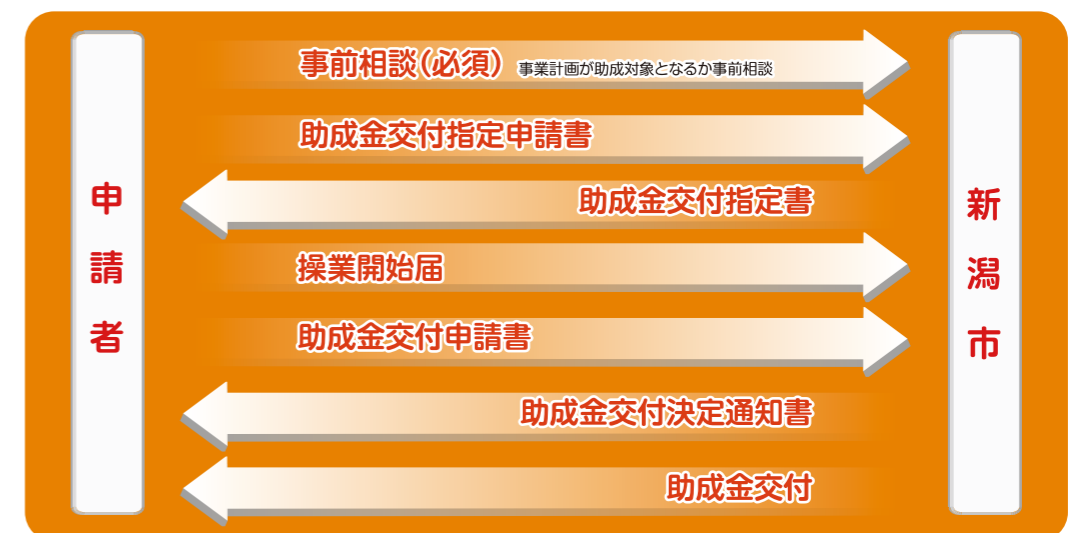 申請者
事前相談(必須) 事業計画が助成対象となるか事前相談
助成金交付指定申請書
助成金交付指定書
操業開始届
助成金交付申請書
助成金交付決定通知書
助成金交付
新潟市